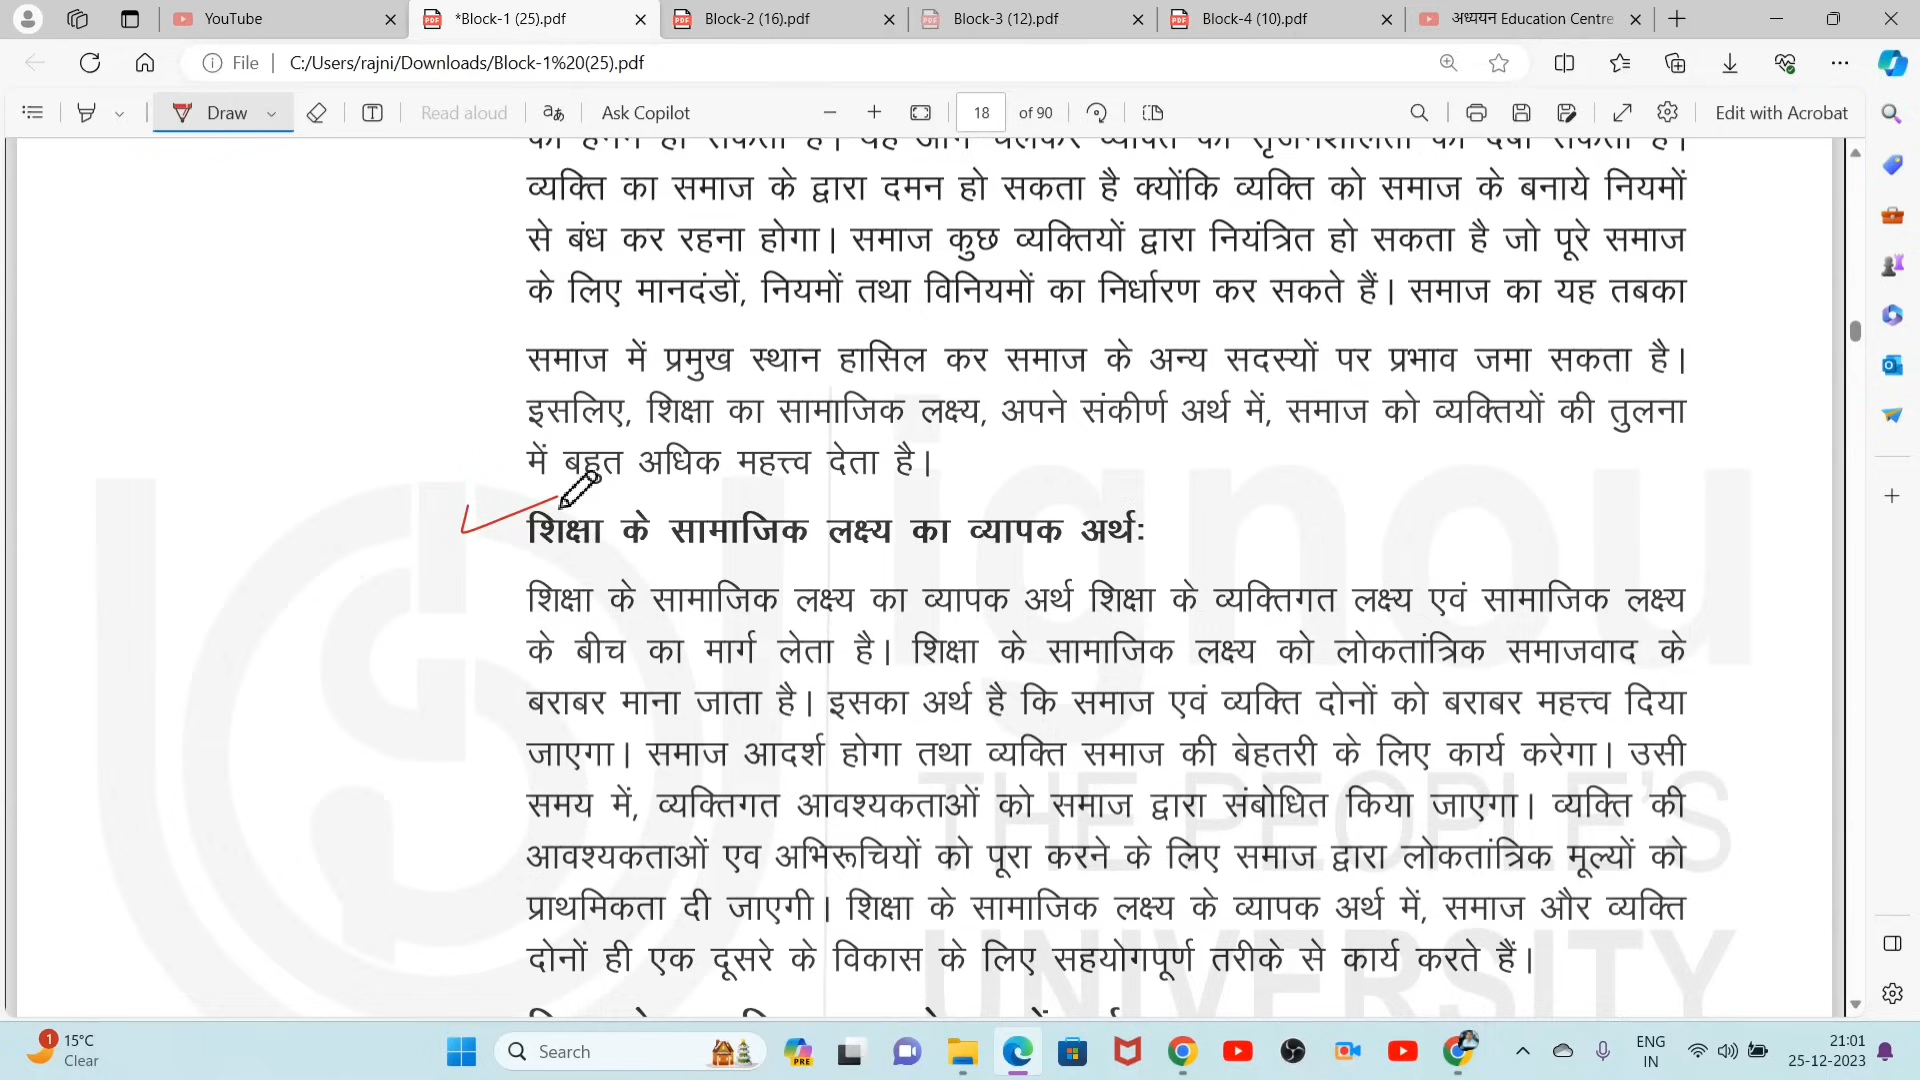 YouTube
*Block-1 (25).pdf
Block-2 (16).pdf
Block-3 (12).pdf
Block-4 (10).pdf
अध्ययन Education Centre
File
C:/Users/rajni/Downloads/Block-1%20(25).pdf
Draw
Read aloud
Ask Copilot
18
of 90
Edit with Acrobat
व्यक्ति का समाज के द्वारा दमन हो सकता है क्योंकि व्यक्ति को समाज के बनाये नियमों
से बंध कर रहना होगा। समाज कुछ व्यक्तियों द्वारा नियंत्रित हो सकता है जो पूरे समाज
के लिए मानदंडों, नियमों तथा विनियमों का निर्धारण कर सकते हैं। समाज का यह तबका
समाज में प्रमुख स्थान हासिल कर समाज के अन्य सदस्यों पर प्रभाव जमा सकता है।
इसलिए, शिक्षा का सामाजिक लक्ष्य, अपने संकीर्ण अर्थ में, समाज को व्यक्तियों की तुलना
में बहुत अधिक महत्त्व देता है।
शिक्षा के सामाजिक लक्ष्य का व्यापक अर्थः
शिक्षा के सामाजिक लक्ष्य का व्यापक अर्थ शिक्षा के व्यक्तिगत लक्ष्य एवं सामाजिक लक्ष्य
के बीच का मार्ग लेता है। शिक्षा के सामाजिक लक्ष्य को लोकतांत्रिक समाजवाद के
बराबर माना जाता है। इसका अर्थ है कि समाज एवं व्यक्ति दोनों को बराबर महत्त्व दिया
जाएगा। समाज आदर्श होगा तथा व्यक्ति समाज की बेहतरी के लिए कार्य करेगा। उसी
समय में, व्यक्तिगत आवश्यकताओं को समाज द्वारा संबोधित किया जाएगा। व्यक्ति की
आवश्यकताओं एव अभिरूचियों को पूरा करने के लिए समाज द्वारा लोकतांत्रिक मूल्यों को
प्राथमिकता दी जाएगी। शिक्षा के सामाजिक लक्ष्य के व्यापक अर्थ में, समाज और व्यक्ति
दोनों ही एक दूसरे के विकास के लिए सहयोगपूर्ण तरीके से कार्य करते हैं।
ignou
THE PEOPLE'S
UNIVERSITY
1
15°C
Clear
Search
PRE
ENG
IN
21:01
25-12-2023